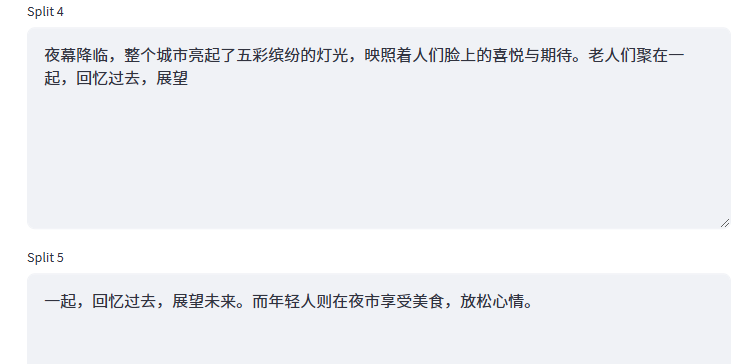 Split 4
夜幕降临，整个城市亮起了五彩缤纷的灯光，映照着人们脸上的喜悦与期待。老人们聚在一
起，回忆过去，展望
Split 5
一起，回忆过去，展望未来。而年轻人则在夜市享受美食，放松心情。